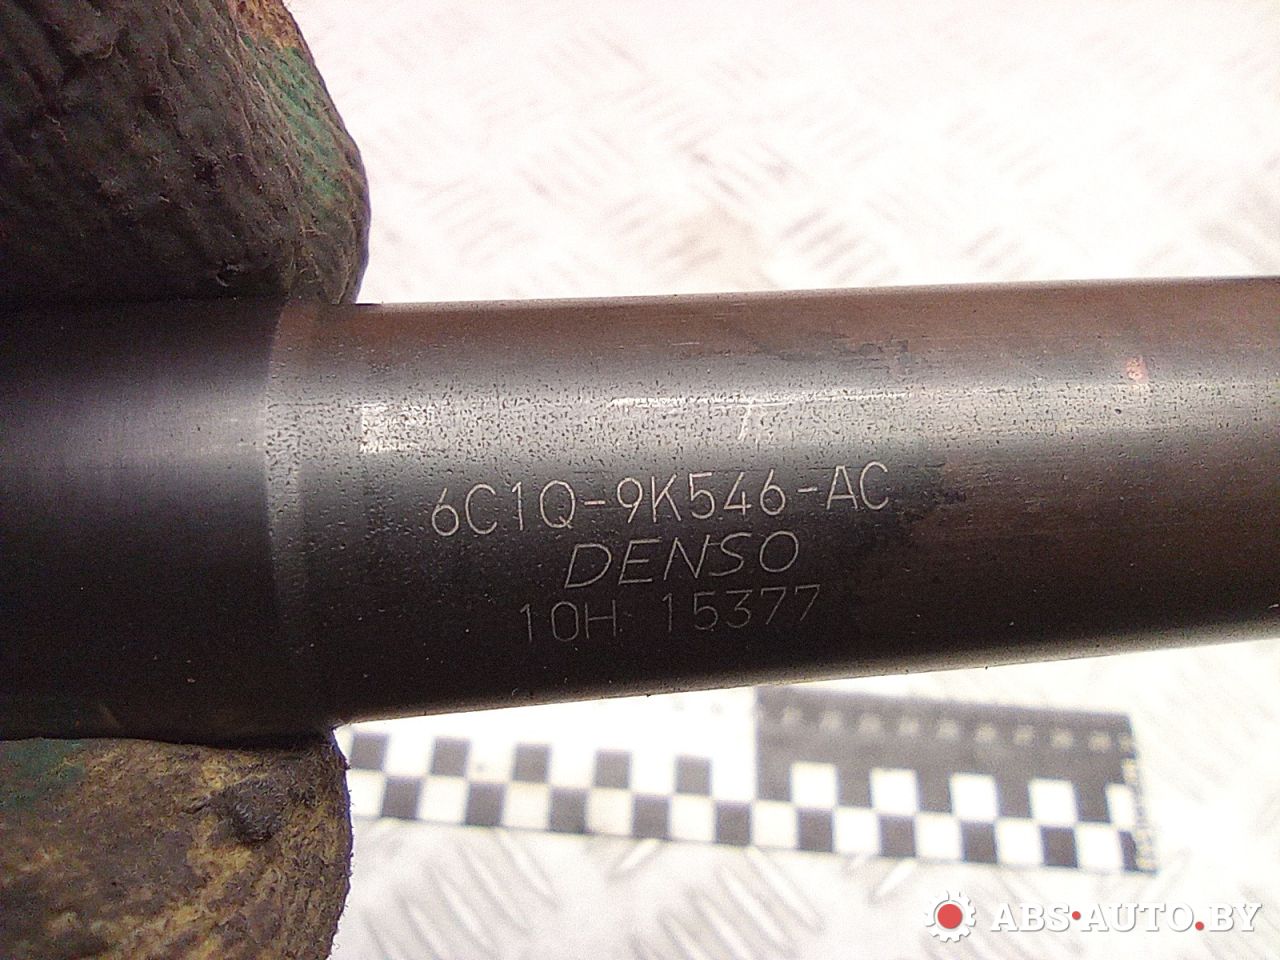 6C1Q-9K546-AC
DENSO
10H 15377
ABS·AUTO.BY